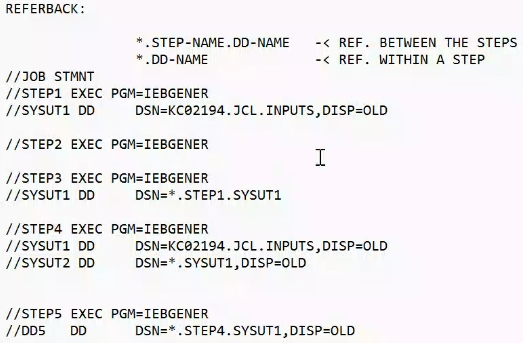 REFERBACK:
*.STEP-NAME.DD-NAME -< REF. BETWEEN THE STEPS
*.DD-NAME -< REF. WITHIN A STEP
//JOB STMNT
//STEP1 EXEC PGM=IEBGENER
//SYSUT1 DD DSN=KC02194.JCL.INPUTS,DISP=OLD
//STEP2 EXEC PGM=IEBGENER
//STEP3 EXEC PGM=IEBGENER
//SYSUT1 DD DSN=*.STEP1.SYSUT1
//STEP4 EXEC PGM=IEBGENER
//SYSUT1 DD DSN=KC02194.JCL.INPUTS,DISP=OLD
//SYSUT2 DD DSN=*.SYSUT1,DISP=OLD
//STEP5 EXEC PGM=IEBGENER
//DD5 DD DSN=*.STEP4.SYSUT1,DISP=OLD